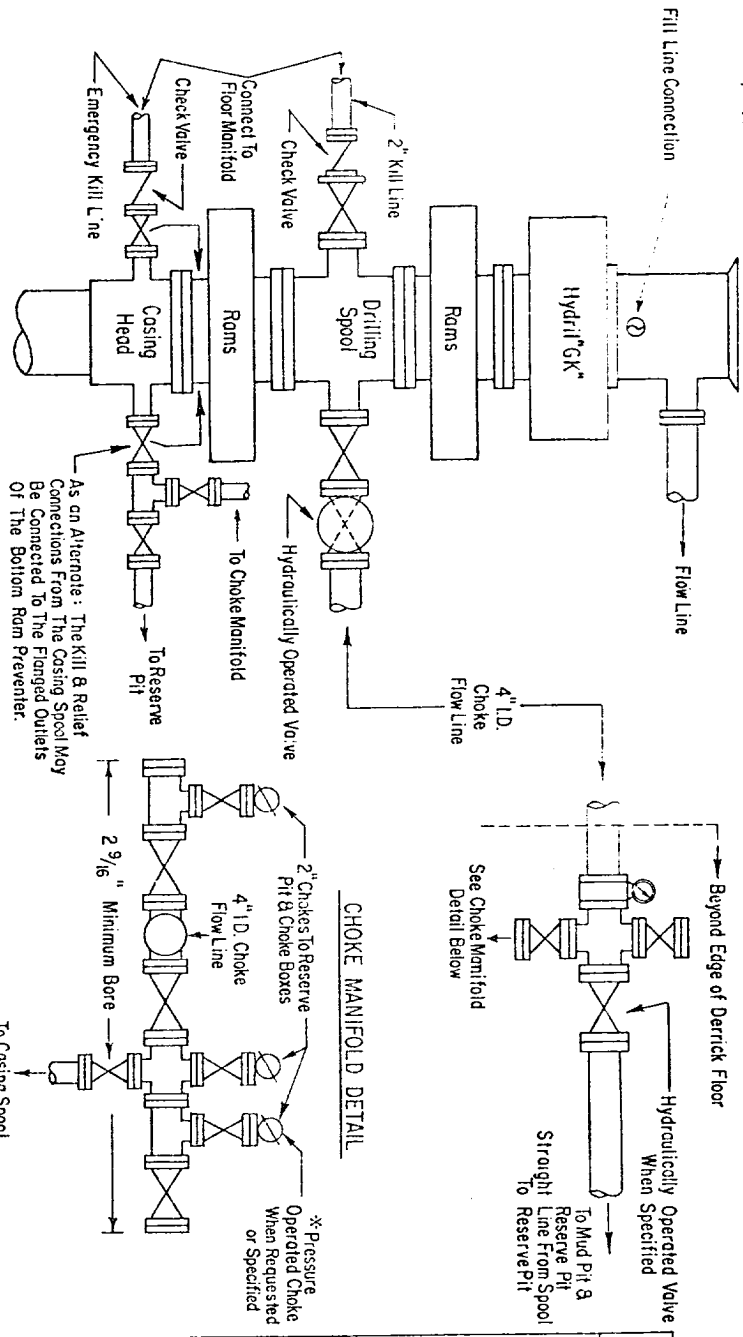 Fill Line Connection
Flow Line
Hydril "GK"
Rams
2" Kill Line
Check Valve
Drilling
Spool
Hydraulically Operated Valve
4" I.D.
Choke
Flow Line
Connect To
Floor Manifold
Rams
Check Valve
Emergency Kill Line
Casing
Head
To Choke Manifold
To Reserve
Pit
As an Alternate: The Kill & Relief
Connections From The Casing Spool May
Be Connected To The Flanged Outlets
Of The Bottom Ram Preventer.
Beyond Edge of Derrick Floor
Hydraulically Operated Valve
When Specified
See Choke Manifold
Detail Below
To Mud Pit &
Reserve Pit
Straight Line From Spool
To Reserve Pit
CHOKE MANIFOLD DETAIL
2" Chokes To Reserve
Pit & Choke Boxes
4" I.D. Choke
Flow Line
*Pressure
Operated Choke
When Requested
or Specified
2 9/16" Minimum Bore
To Casing Spool